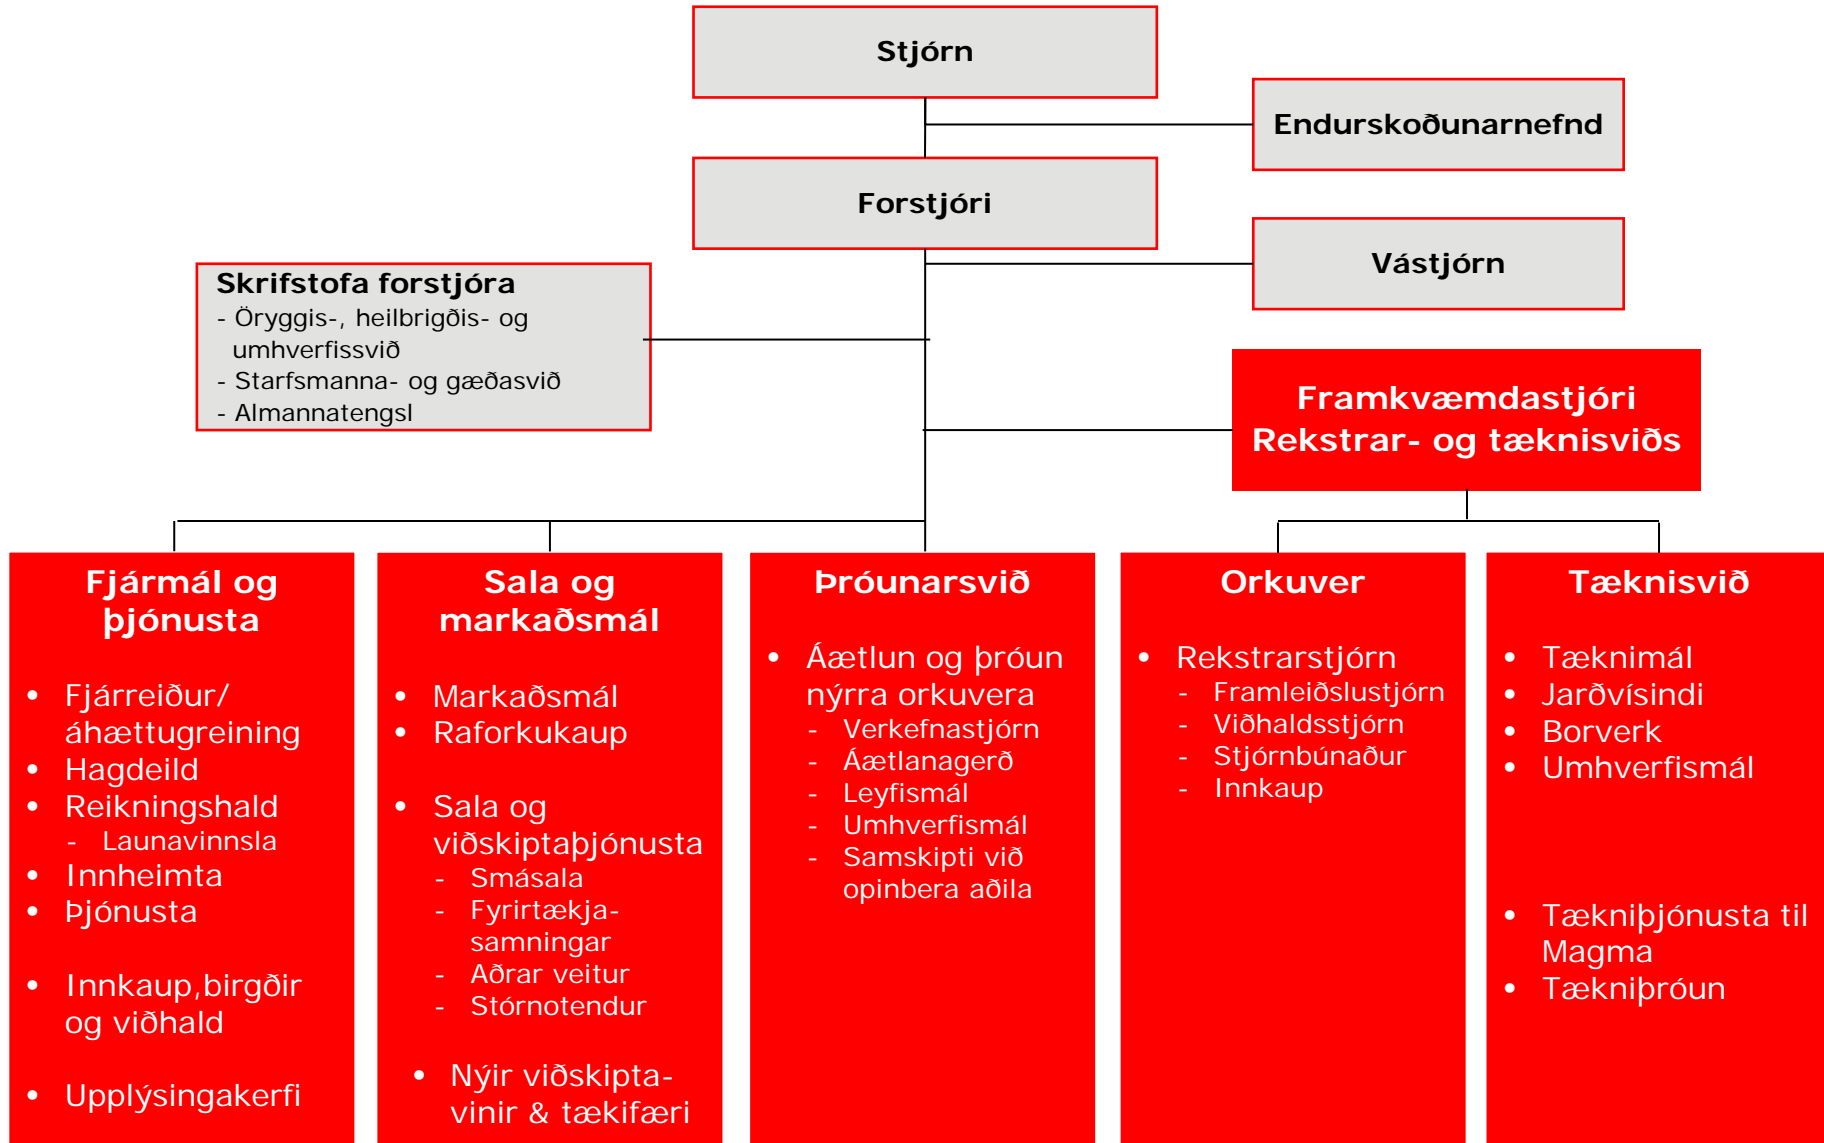 Stjórn
Endurskoðunarnefnd
Forstjóri
Vástjórn
Skrifstofa forstjóra
- Öryggis-, heilbrigðis- og
umhverfissvið
- Starfsmanna- og gæðasvið
- Almannatengsl
Framkvæmdastjóri
Rekstrar- og tæknisviðs
Fjármál og
þjónusta
• Fjárreiður/
áhættugreining
• Hagdeild
• Reikningshald
- Launavinnsla
• Innheimta
• Þjónusta
• Innkaup,birgðir
og viðhald
• Upplýsingakerfi
Sala og
markaðsmál
• Markaðsmál
• Raforkukaup
• Sala og
viðskiptaþjónusta
- Smásala
- Fyrirtækja-
samningar
- Aðrar veitur
- Stórnotendur
• Nýir viðskipta-
vinir & tækifæri
Þróunarsvið
• Áætlun og þróun
nýrra orkuvera
- Verkefnastjórn
- Áætlanagerð
- Leyfismál
- Umhverfismál
- Samskipti við
opinbera aðila
Orkuver
• Rekstrarstjórn
- Framleiðslustjórn
- Viðhaldsstjórn
- Stjórnbúnaður
- Innkaup
Tæknisvið
• Tæknimál
• Jarðvísindi
• Borverk
• Umhverfismál
• Tækniþjónusta til
Magma
• Tækniþróun